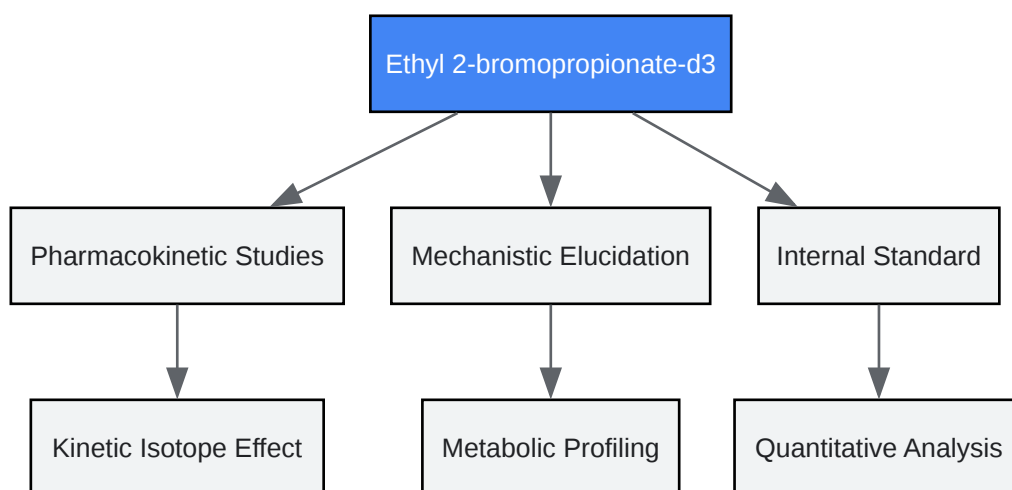 Ethyl 2-bromopropionate-d3
Pharmacokinetic Studies
Mechanistic Elucidation
Internal Standard
Kinetic Isotope Effect
Metabolic Profiling
Quantitative Analysis